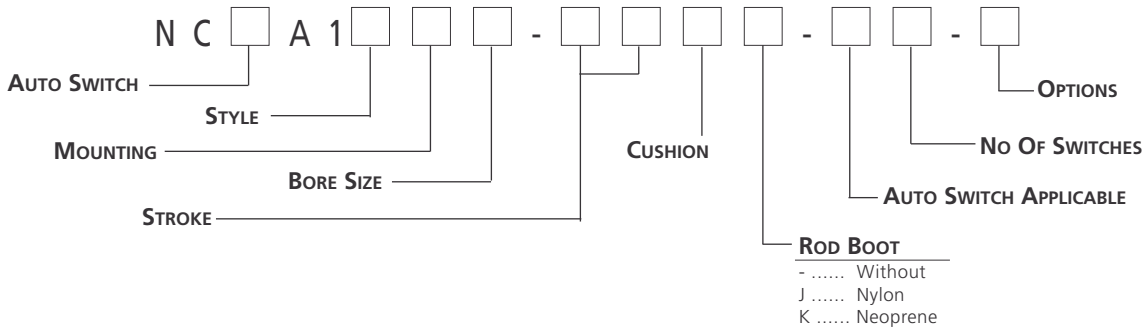 N C □ A 1 □ □ □ - □ □ □ □ - □ □ - □
AUTO SWITCH
OPTIONS
STYLE
MOUNTING
CUSHION
NO OF SWITCHES
BORE SIZE
AUTO SWITCH APPLICABLE
STROKE
ROD BOOT
- ...... Without
J ...... Nylon
K ...... Neoprene